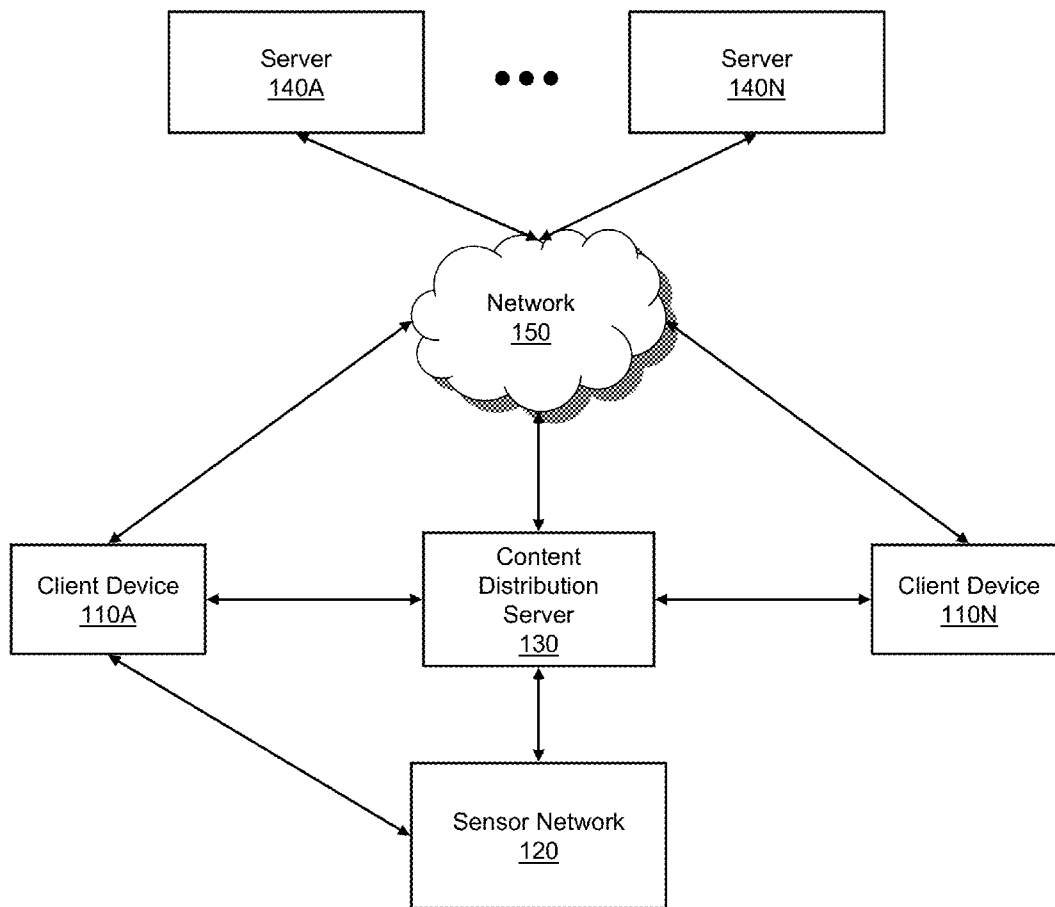 Server
140A
Server
140N
Network
150
Client Device
110A
Content
Distribution
Server
130
Client Device
110N
Sensor Network
120